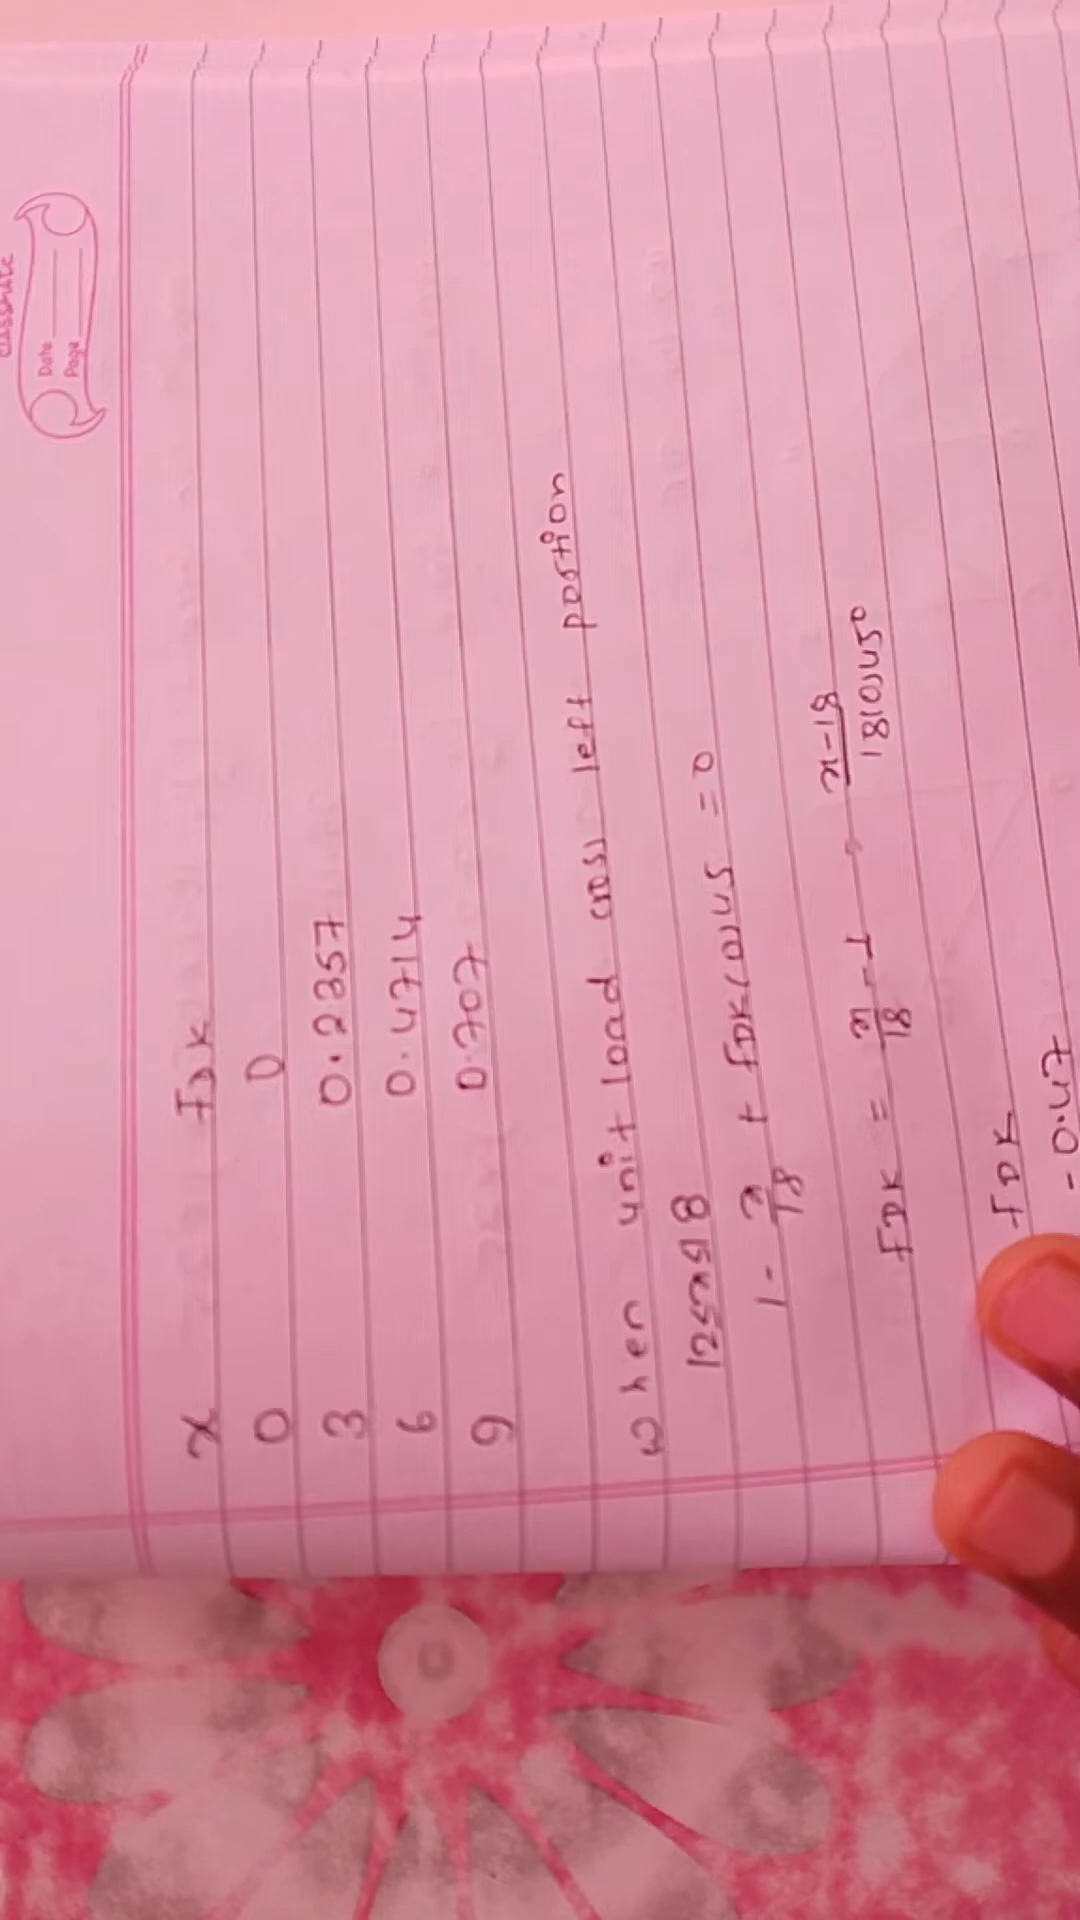 classmate
Date
Page
x FDK
0 0
3 0.2357
6 0.4714
9 0.707
when unit load cross left portion
12≤x≤18
1 - x/18 + FDK cos45 = 0
FDK = x/18 - 1 = x-18/18cos45°
FDK
-0.47